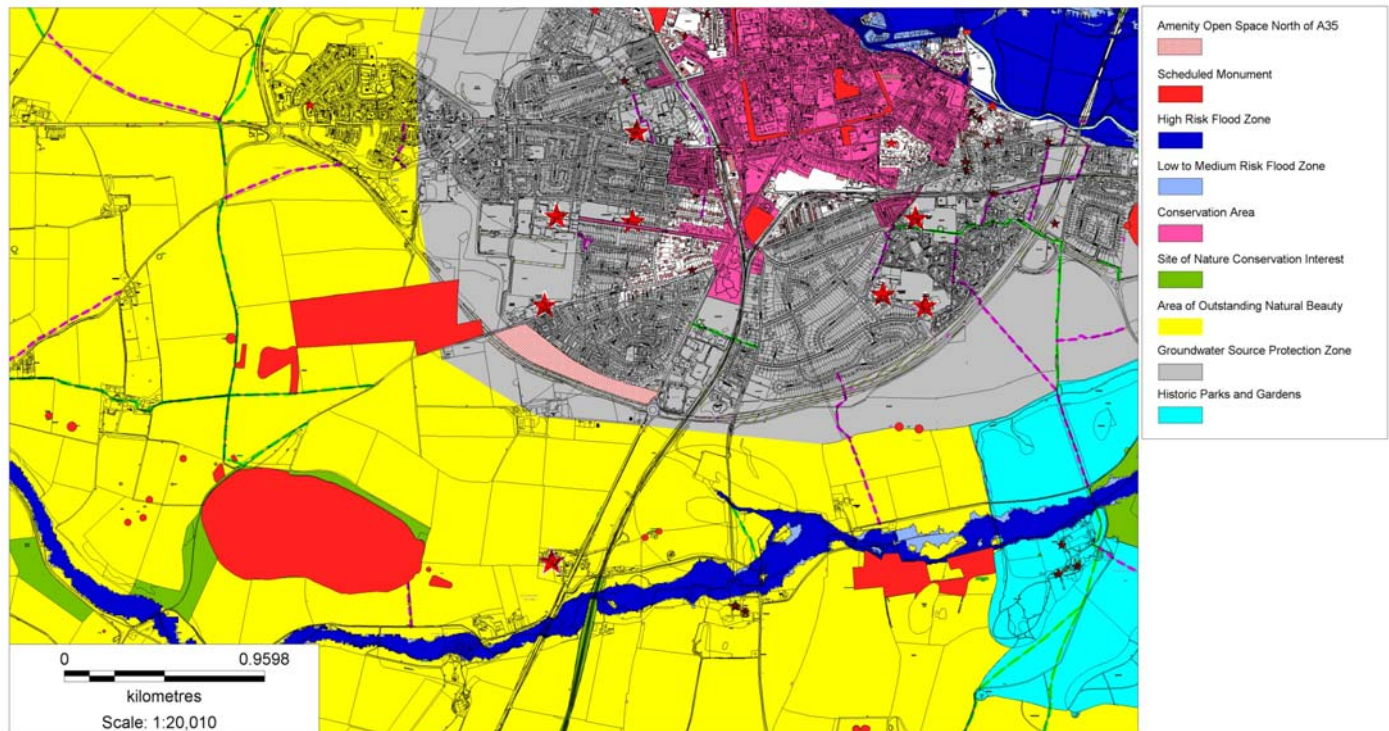 Amenity Open Space North of A35
Scheduled Monument
High Risk Flood Zone
Low to Medium Risk Flood Zone
Conservation Area
Site of Nature Conservation Interest
Area of Outstanding Natural Beauty
Groundwater Source Protection Zone
Historic Parks and Gardens
0 0.9598
kilometres
Scale: 1:20,010